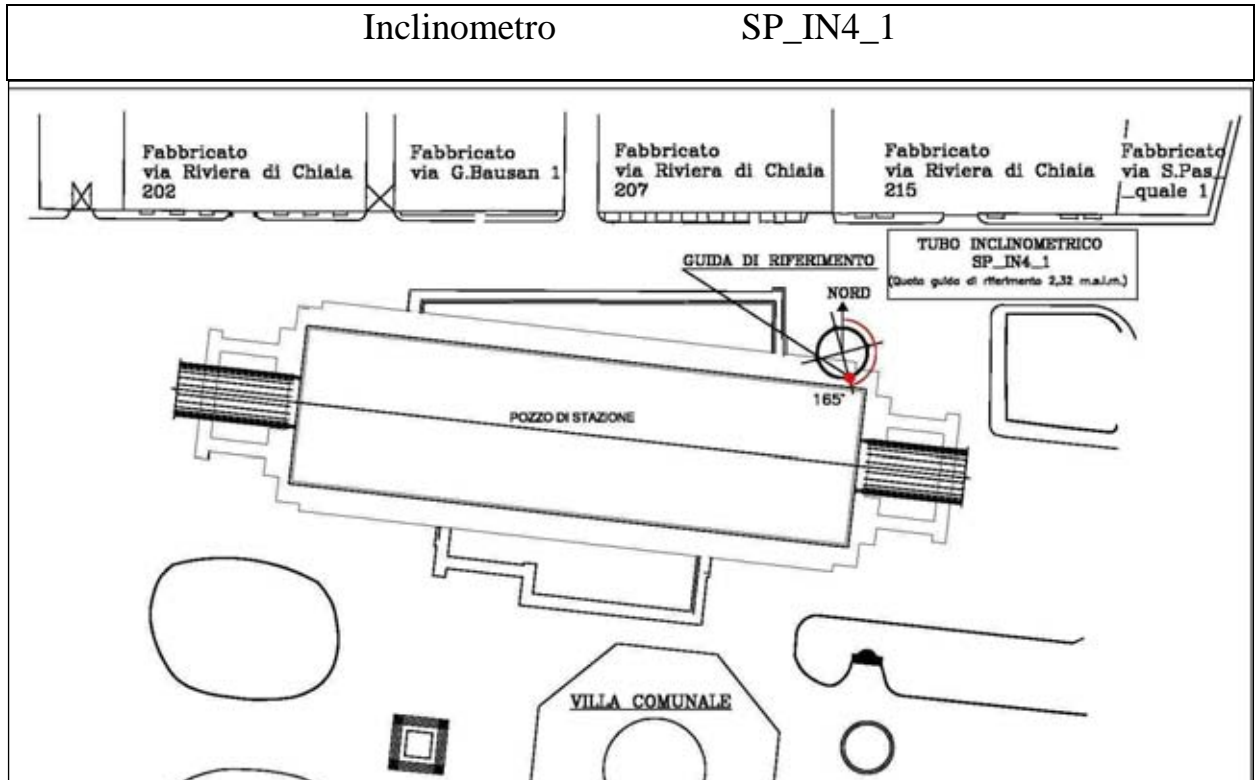 Inclinometro SP_IN4_1
Fabbricato
via Riviera di Chiaia
202
Fabbricato
via G.Bausan 1
Fabbricato
via Riviera di Chiaia
207
Fabbricato
via Riviera di Chiaia
215
Fabbricato
via S.Pas
_quale 1
TUBO INCLINOMETRICO
SP_IN4_1
(Quota guida di riferimento 2,32 m.s.l.m.)
GUIDA DI RIFERIMENTO
NORD
165°
POZZO DI STAZIONE
VILLA COMUNALE